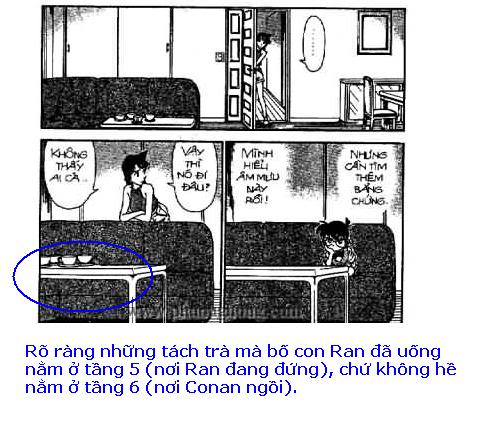 ........
KHÔNG
THẤY
AI CẢ...
VẬY
THÌ
NÓ ĐI
ĐÂU?
MÌNH
HIỂU
ÂM MƯU
NÀY
RỒI!
NHƯNG
CẦN TÌM
THÊM
BẰNG
CHỨNG.
Rõ ràng những tách trà mà bố con Ran đã uống
nằm ở tầng 5 (nơi Ran đang đứng), chứ không hề
nằm ở tầng 6 (nơi Conan ngồi).